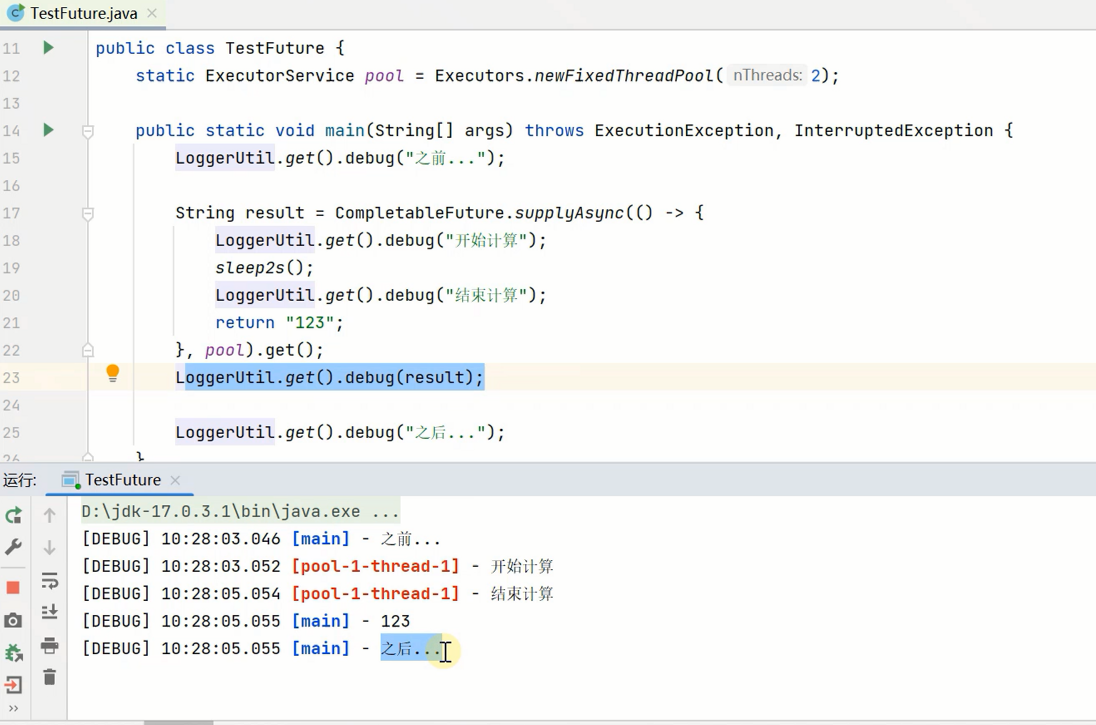 TestFuture.java
11 public class TestFuture {
12 static ExecutorService pool = Executors.newFixedThreadPool( nThreads: 2);
13
14 public static void main(String[] args) throws ExecutionException, InterruptedException {
15 LoggerUtil.get().debug("之前...");
16
17 String result = CompletableFuture.supplyAsync(() -> {
18 LoggerUtil.get().debug("开始计算");
19 sleep2s();
20 LoggerUtil.get().debug("结束计算");
21 return "123";
22 }, pool).get();
23 LoggerUtil.get().debug(result);
24
25 LoggerUtil.get().debug("之后...");
26 }
运行: TestFuture
D:\jdk-17.0.3.1\bin\java.exe ...
[DEBUG] 10:28:03.046 [main] - 之前...
[DEBUG] 10:28:03.052 [pool-1-thread-1] - 开始计算
[DEBUG] 10:28:05.054 [pool-1-thread-1] - 结束计算
[DEBUG] 10:28:05.055 [main] - 123
[DEBUG] 10:28:05.055 [main] - 之后...